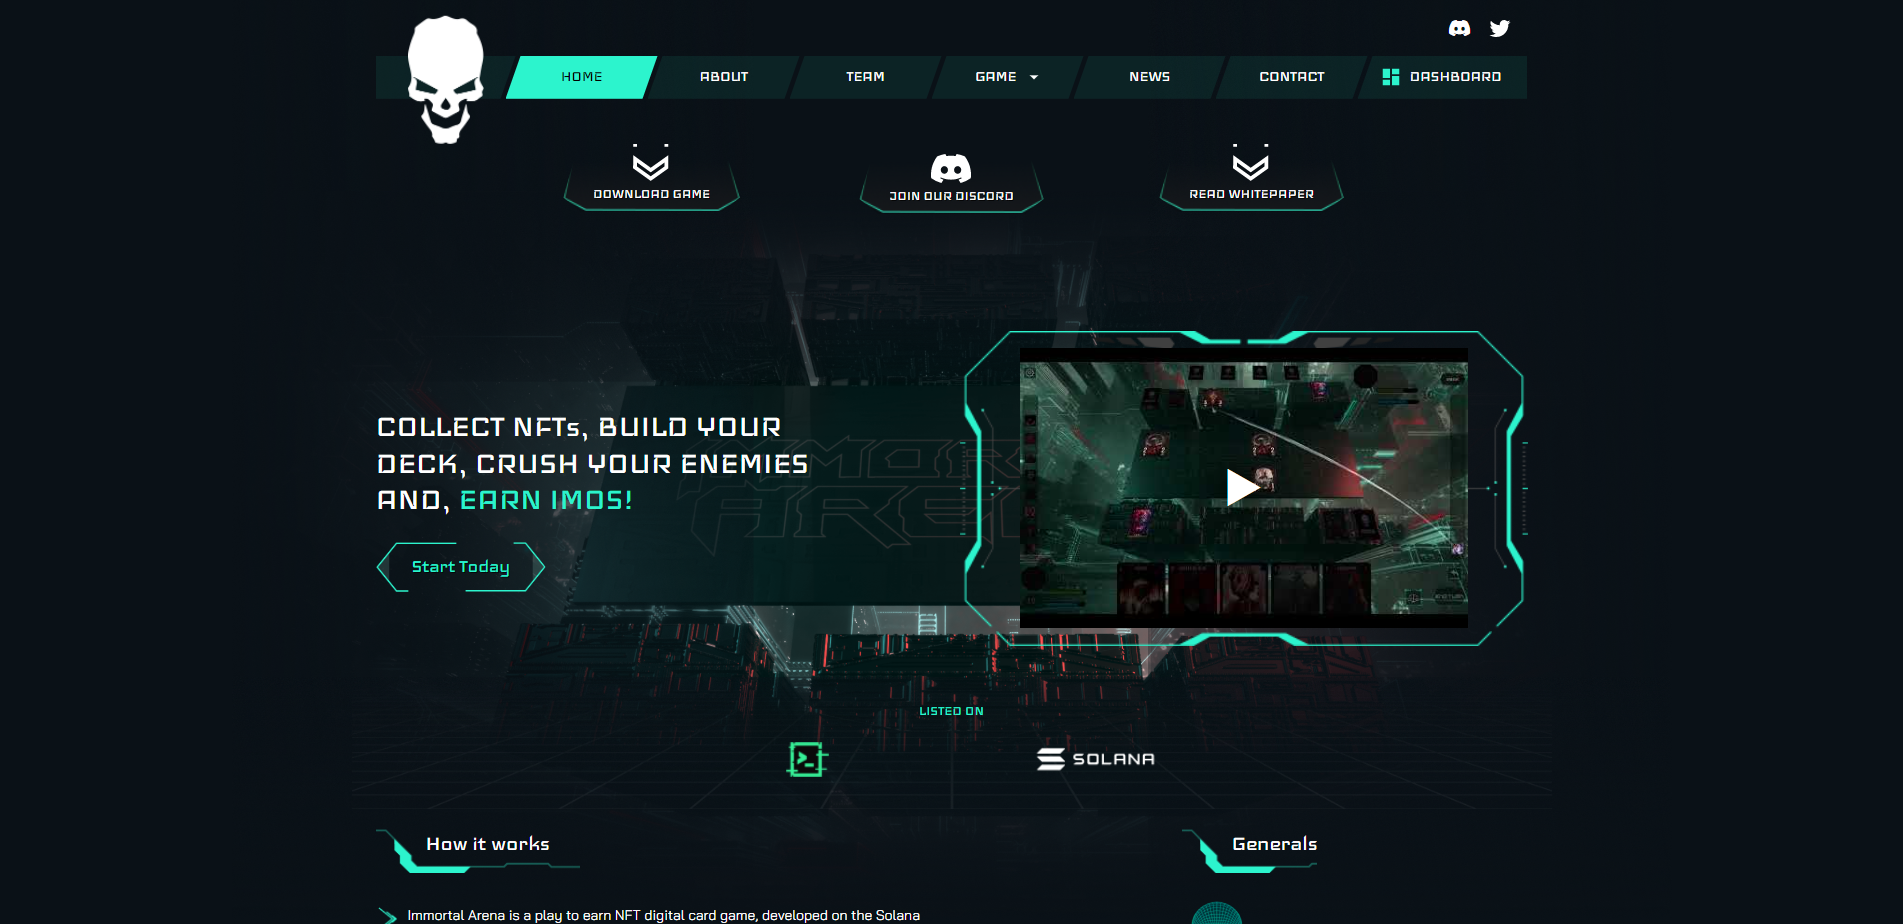 HOME
ABOUT
TEAM
GAME
NEWS
CONTACT
DASHBOARD
DOWNLOAD GAME
JOIN OUR DISCORD
READ WHITEPAPER
COLLECT NFTs, BUILD YOUR
DECK, CRUSH YOUR ENEMIES
AND, EARN IMOS!
Start Today
END TURN
LISTED ON
SOLANA
How it works
Generals
Immortal Arena is a play to earn NFT digital card game, developed on the Solana